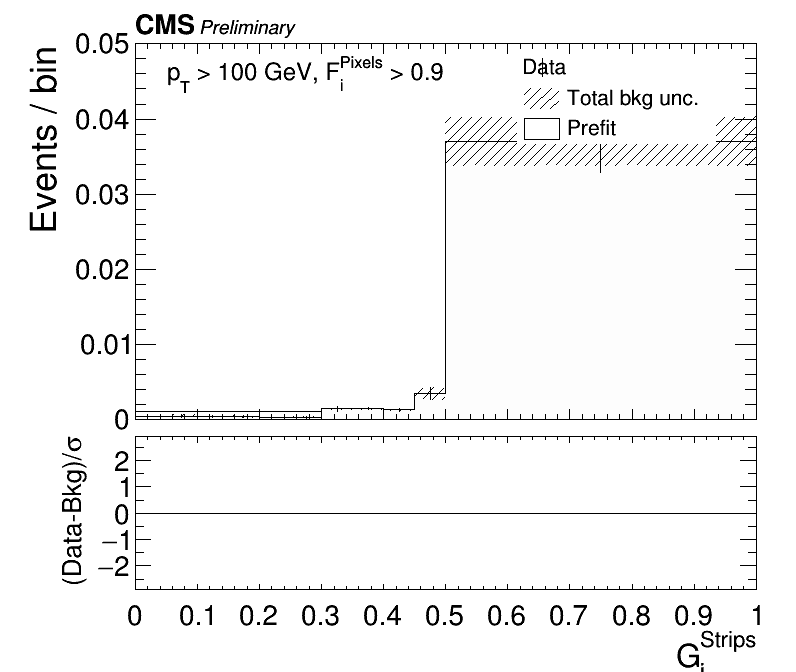 CMS Preliminary
Events / bin
0.05
0.04
0.03
0.02
0.01
0
p_T > 100 GeV, F_i^Pixels > 0.9
Data
Total bkg unc.
Prefit
(Data-Bkg)/σ
2
1
0
−1
−2
0 0.1 0.2 0.3 0.4 0.5 0.6 0.7 0.8 0.9 1
G_i^Strips